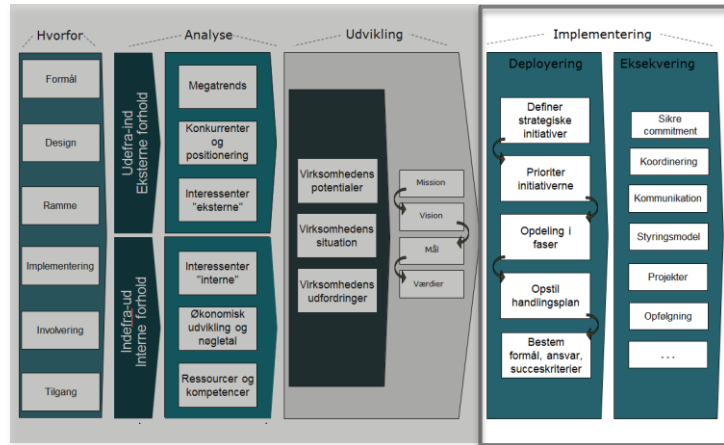 Hvorfor
Analyse
Udvikling
Implementering
Formål
Design
Ramme
Implementering
Involvering
Tilgang
Udefra-ind
Eksterne forhold
Indefra-ud
Interne forhold
Megatrends
Konkurrenter
og
positionering
Interessenter
"eksterne"
Interessenter
"interne"
Økonomisk
udvikling og
nøgletal
Ressourcer og
kompetencer
Virksomhedens
potentialer
Virksomhedens
situation
Virksomhedens
udfordringer
Mission
Vision
Mål
Værdier
Deployering
Definer
strategiske
initiativer
Prioriter
initiativerne
Opdeling i
faser
Opstil
handlingsplan
Bestem
formål, ansvar,
succeskriterier
Eksekvering
Sikre
commitment
Koordinering
Kommunikation
Styringsmodel
Projekter
Opfølgning
...